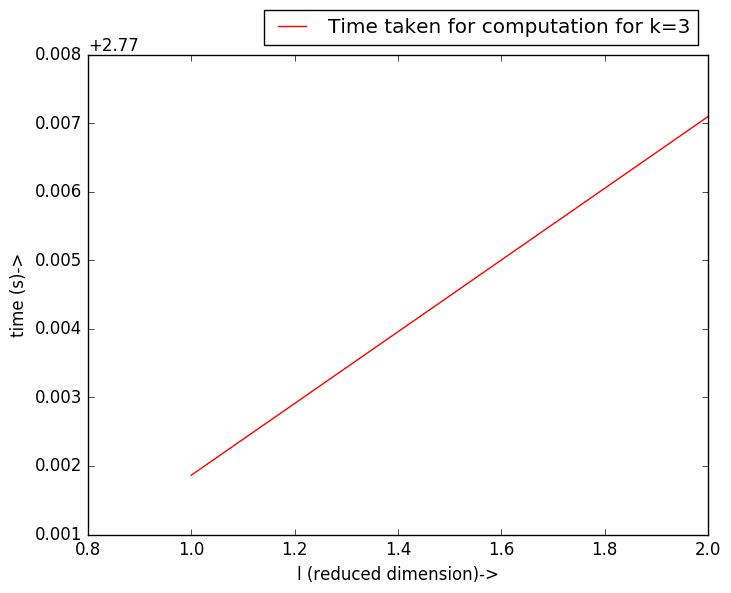 Time taken for computation for k=3
+2.77
0.008
0.007
0.006
0.005
0.004
0.003
0.002
0.001
time (s)->
0.8 1.0 1.2 1.4 1.6 1.8 2.0
l (reduced dimension)->